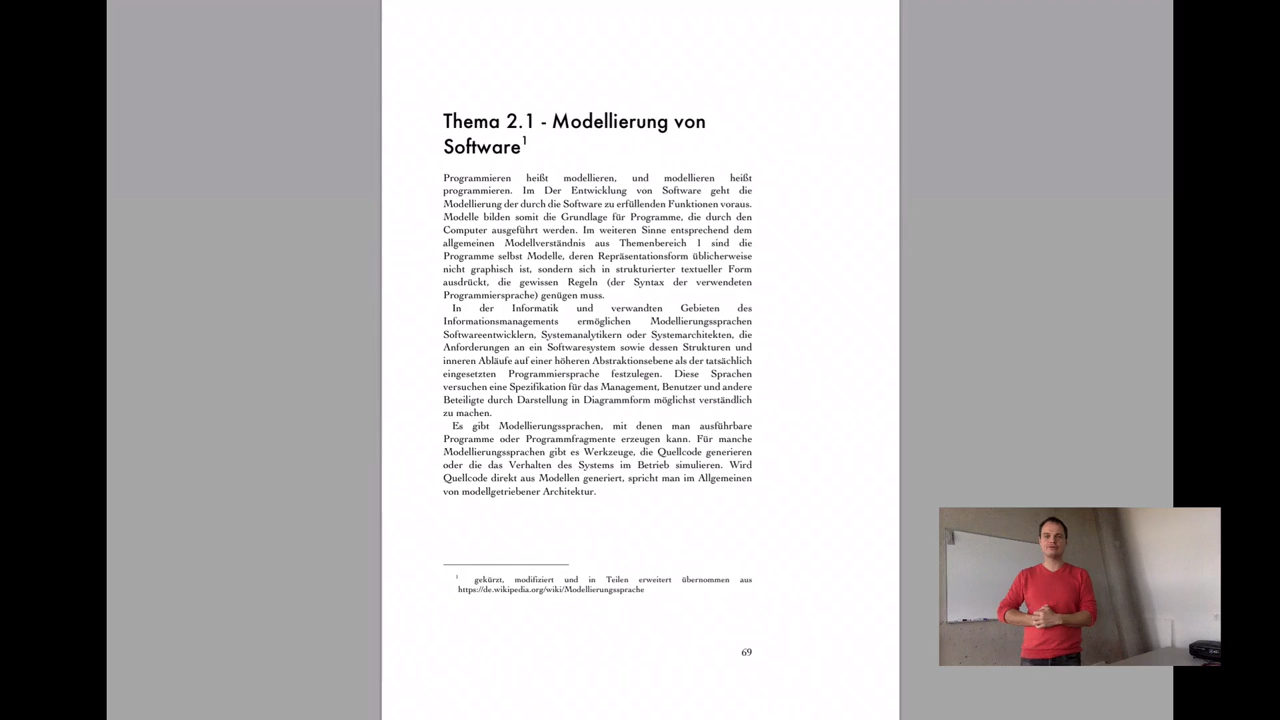 Thema 2.1 - Modellierung von
Software¹
Programmieren heißt modellieren, und modellieren heißt
programmieren. Im Der Entwicklung von Software geht die
Modellierung der durch die Software zu erfüllenden Funktionen voraus.
Modelle bilden somit die Grundlage für Programme, die durch den
Computer ausgeführt werden. Im weiteren Sinne entsprechend dem
allgemeinen Modellverständnis aus Themenbereich 1 sind die
Programme selbst Modelle, deren Repräsentationsform üblicherweise
nicht graphisch ist, sondern sich in strukturierter textueller Form
ausdrückt, die gewissen Regeln (der Syntax der verwendeten
Programmiersprache) genügen muss.
In der Informatik und verwandten Gebieten des
Informationsmanagements ermöglichen Modellierungssprachen
Softwareentwicklern, Systemanalytikern oder Systemarchitekten, die
Anforderungen an ein Softwaresystem sowie dessen Strukturen und
inneren Abläufe auf einer höheren Abstraktionsebene als der tatsächlich
eingesetzten Programmiersprache festzulegen. Diese Sprachen
versuchen eine Spezifikation für das Management, Benutzer und andere
Beteiligte durch Darstellung in Diagrammform möglichst verständlich
zu machen.
Es gibt Modellierungssprachen, mit denen man ausführbare
Programme oder Programmfragmente erzeugen kann. Für manche
Modellierungssprachen gibt es Werkzeuge, die Quellcode generieren
oder die das Verhalten des Systems im Betrieb simulieren. Wird
Quellcode direkt aus Modellen generiert, spricht man im Allgemeinen
von modellgetriebener Architektur.
¹ gekürzt, modifiziert und in Teilen erweitert übernommen aus
https://de.wikipedia.org/wiki/Modellierungssprache
69